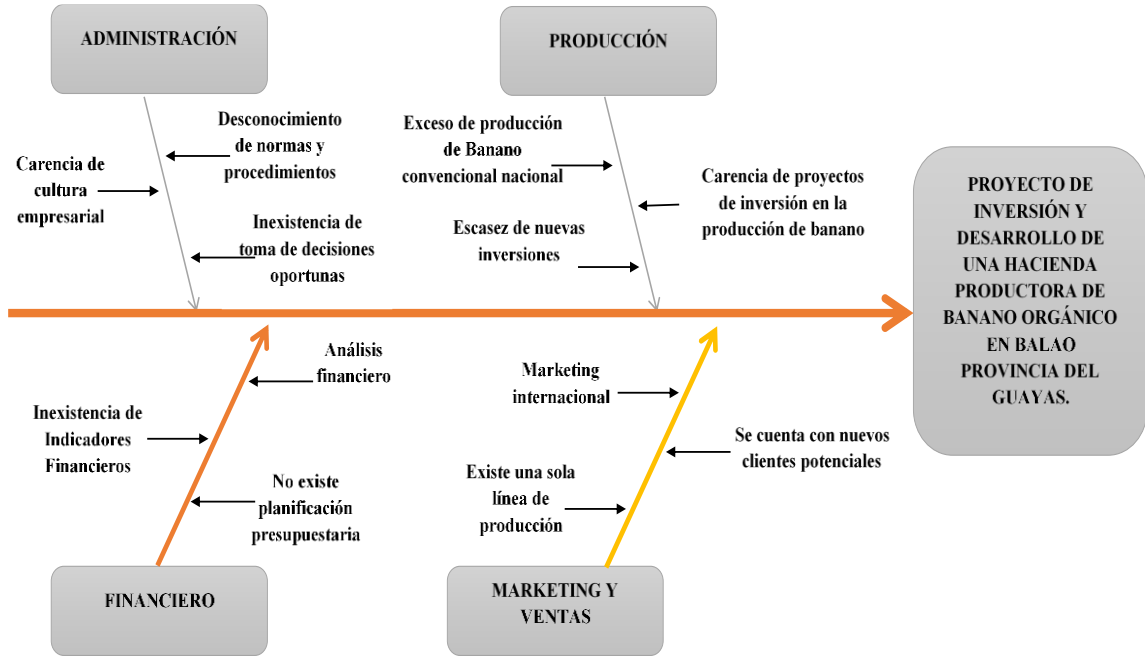 ADMINISTRACIÓN
PRODUCCIÓN
Desconocimiento
de normas y
procedimientos
Carencia de
cultura
empresarial
Inexistencia de
toma de decisiones
oportunas
Exceso de producción
de Banano
convencional nacional
Carencia de proyectos
de inversión en la
producción de banano
Escasez de nuevas
inversiones
PROYECTO DE
INVERSIÓN Y
DESARROLLO DE
UNA HACIENDA
PRODUCTORA DE
BANANO ORGÁNICO
EN BALAO
PROVINCIA DEL
GUAYAS.
Análisis
financiero
Inexistencia de
Indicadores
Financieros
No existe
planificación
presupuestaria
Marketing
internacional
Se cuenta con nuevos
clientes potenciales
Existe una sola
línea de
producción
FINANCIERO
MARKETING Y
VENTAS